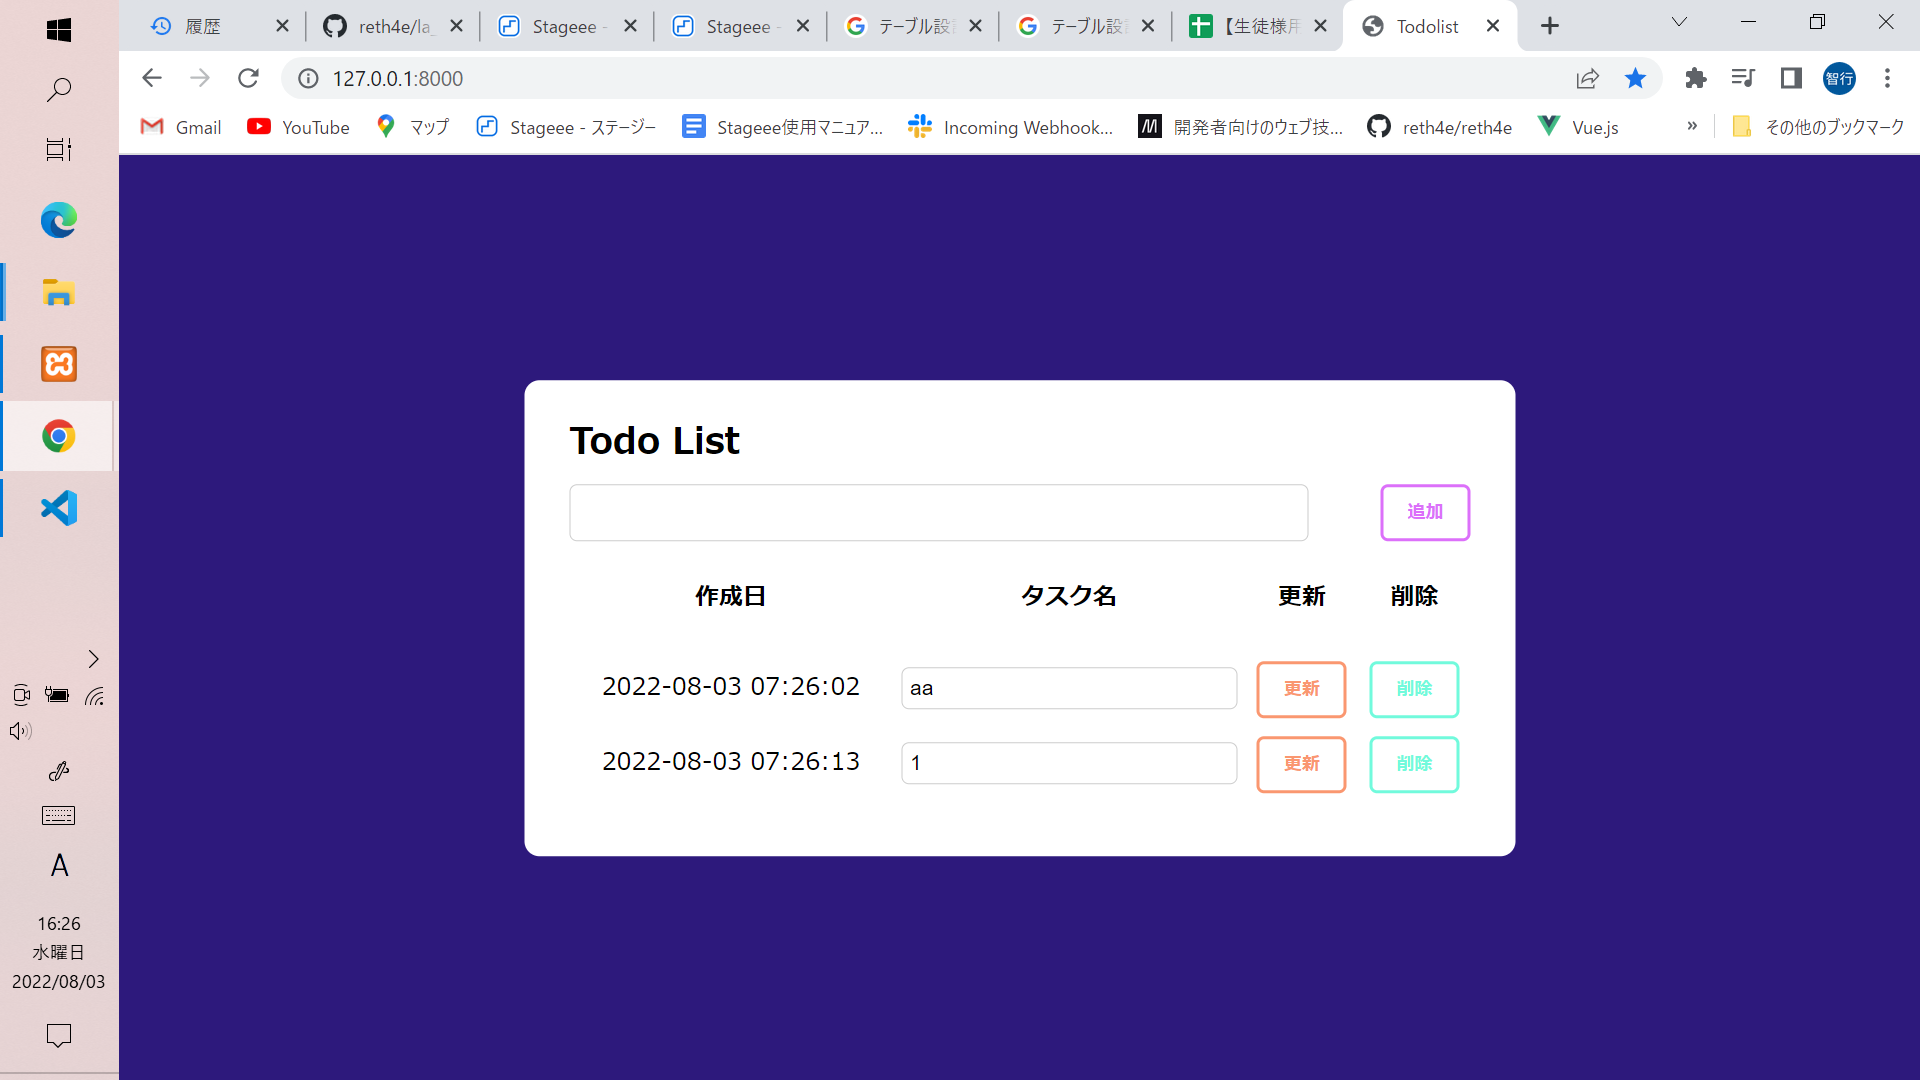 履歴
reth4e/la_
Stageee -
Stageee -
テーブル設
テーブル設
【生徒様用
Todolist
127.0.0.1:8000
智行
Gmail
YouTube
マップ
Stageee - ステージー
Stageee使用マニュア...
Incoming Webhook...
開発者向けのウェブ技...
reth4e/reth4e
Vue.js
»
その他のブックマーク
Todo List
追加
作成日 タスク名 更新 削除
2022-08-03 07:26:02 aa 更新 削除
2022-08-03 07:26:13 1 更新 削除
A
16:26
水曜日
2022/08/03